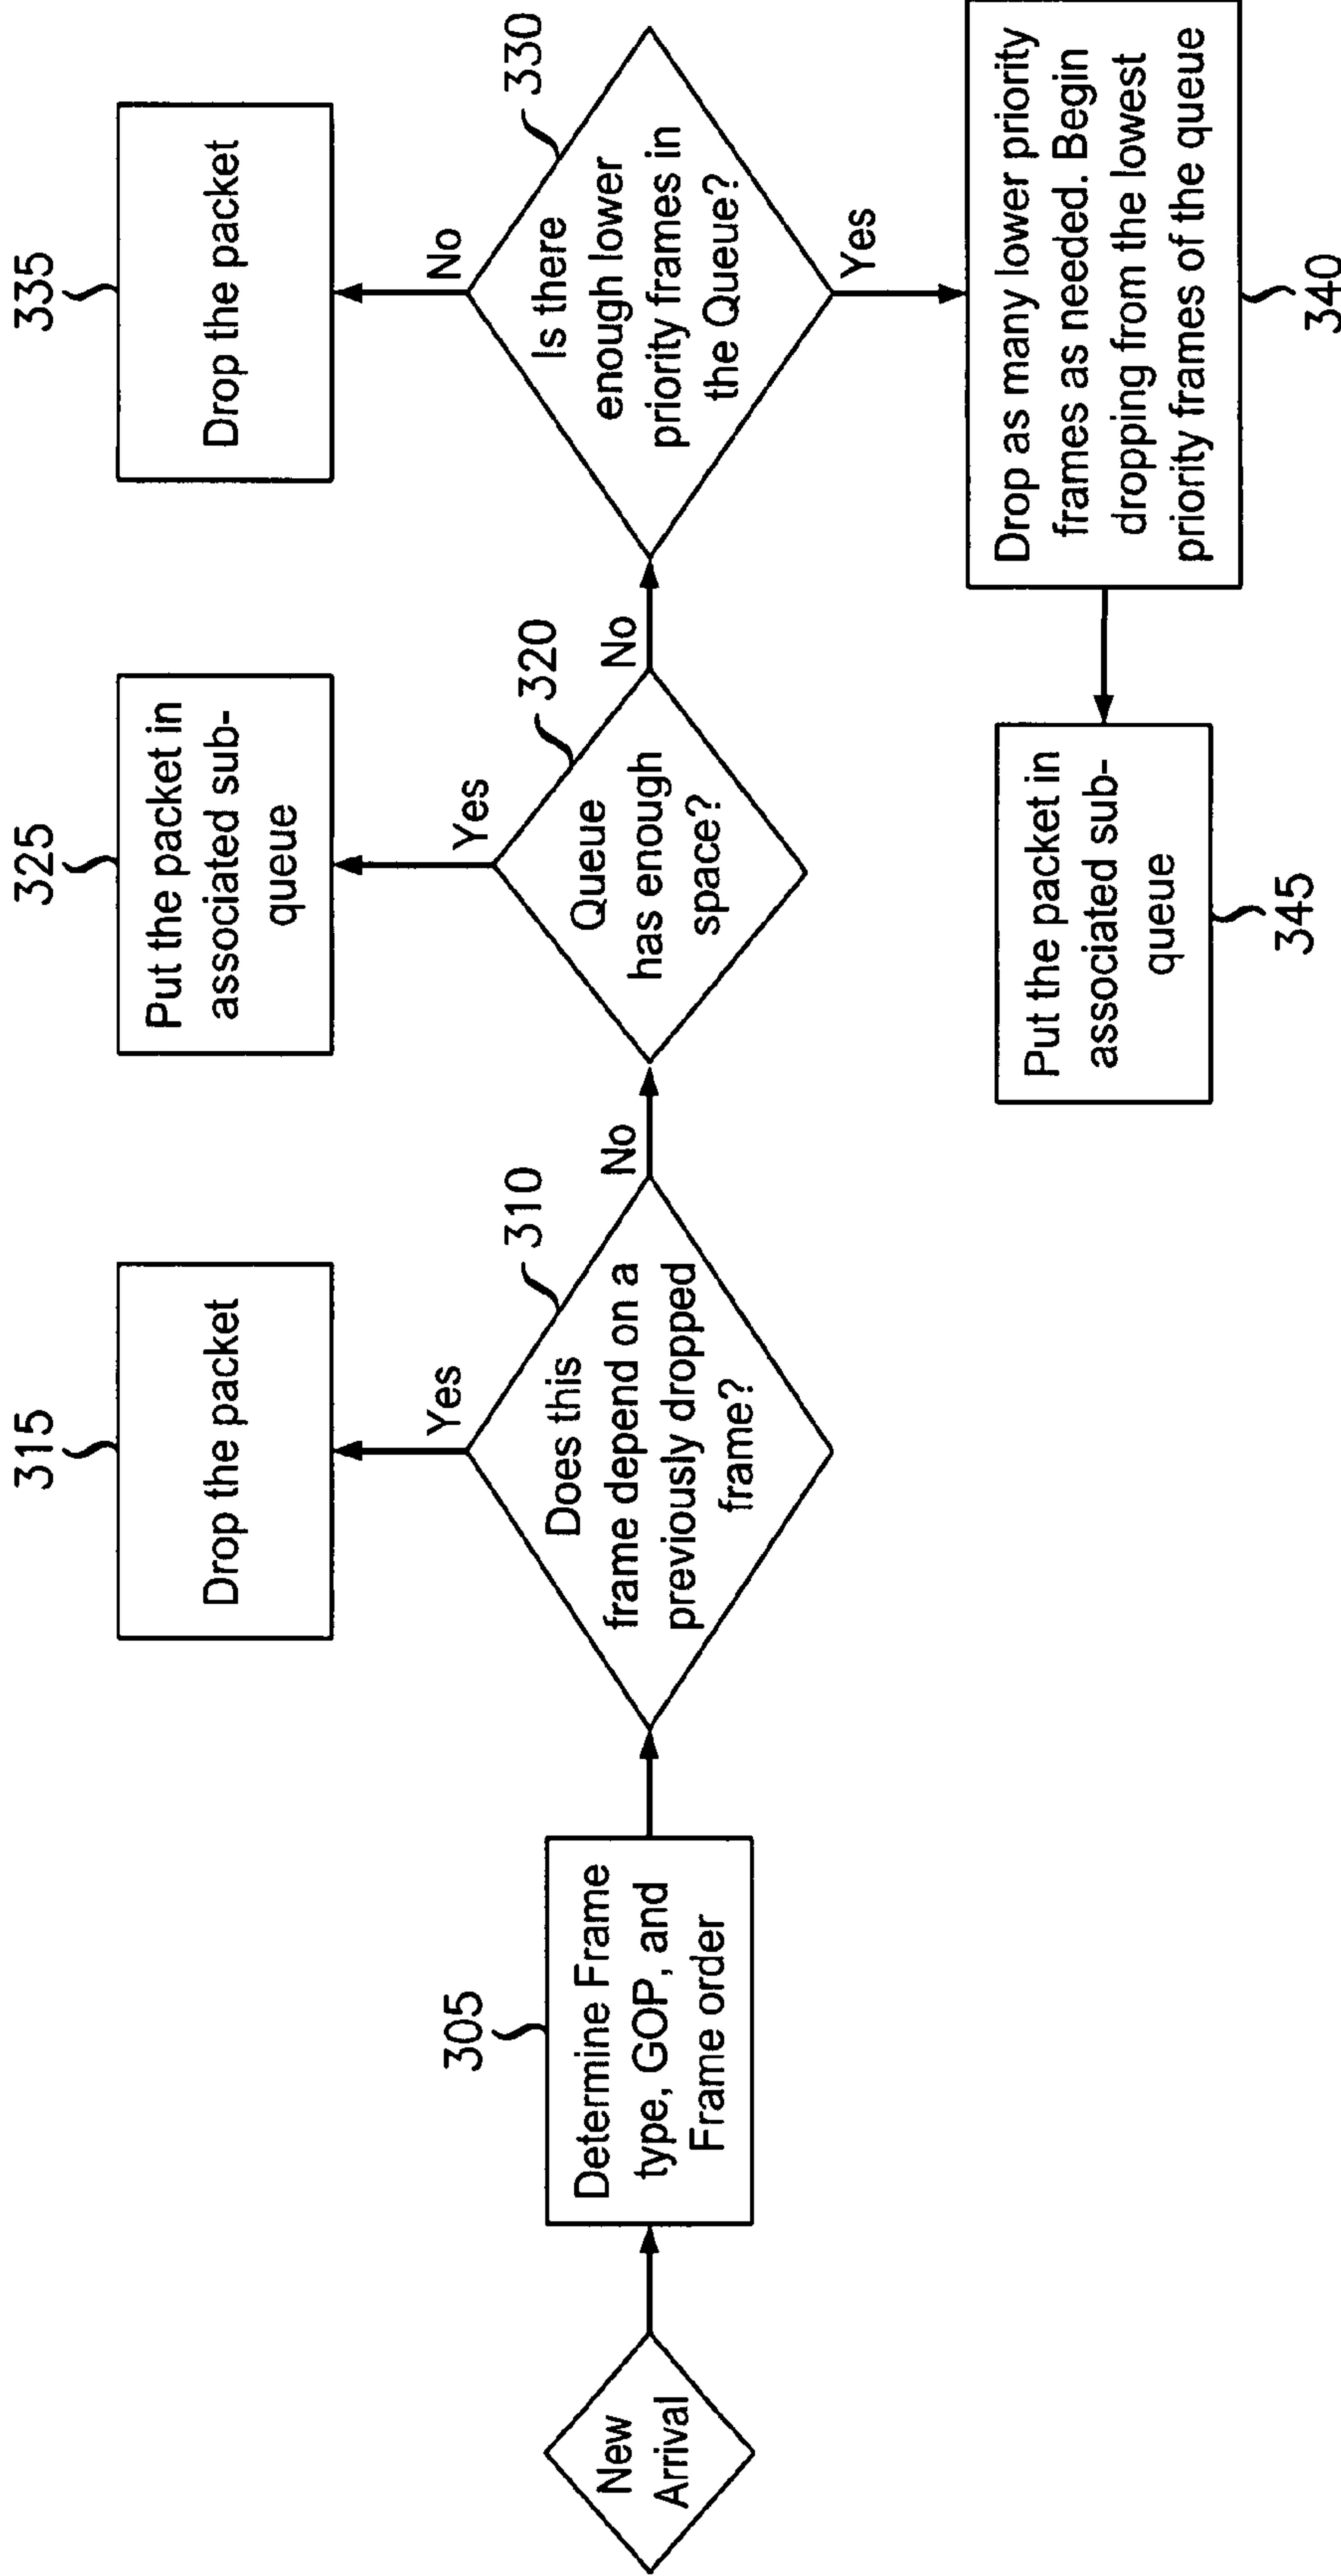 New
Arrival
305
Determine Frame
type, GOP, and
Frame order
310
Does this
frame depend on a
previously dropped
frame?
Yes
315
Drop the packet
No
320
Queue
has enough
space?
Yes
325
Put the packet in
associated sub-
queue
No
330
Is there
enough lower
priority frames in
the Queue?
No
335
Drop the packet
Yes
Drop as many lower priority
frames as needed. Begin
dropping from the lowest
priority frames of the queue
340
Put the packet in
associated sub-
queue
345